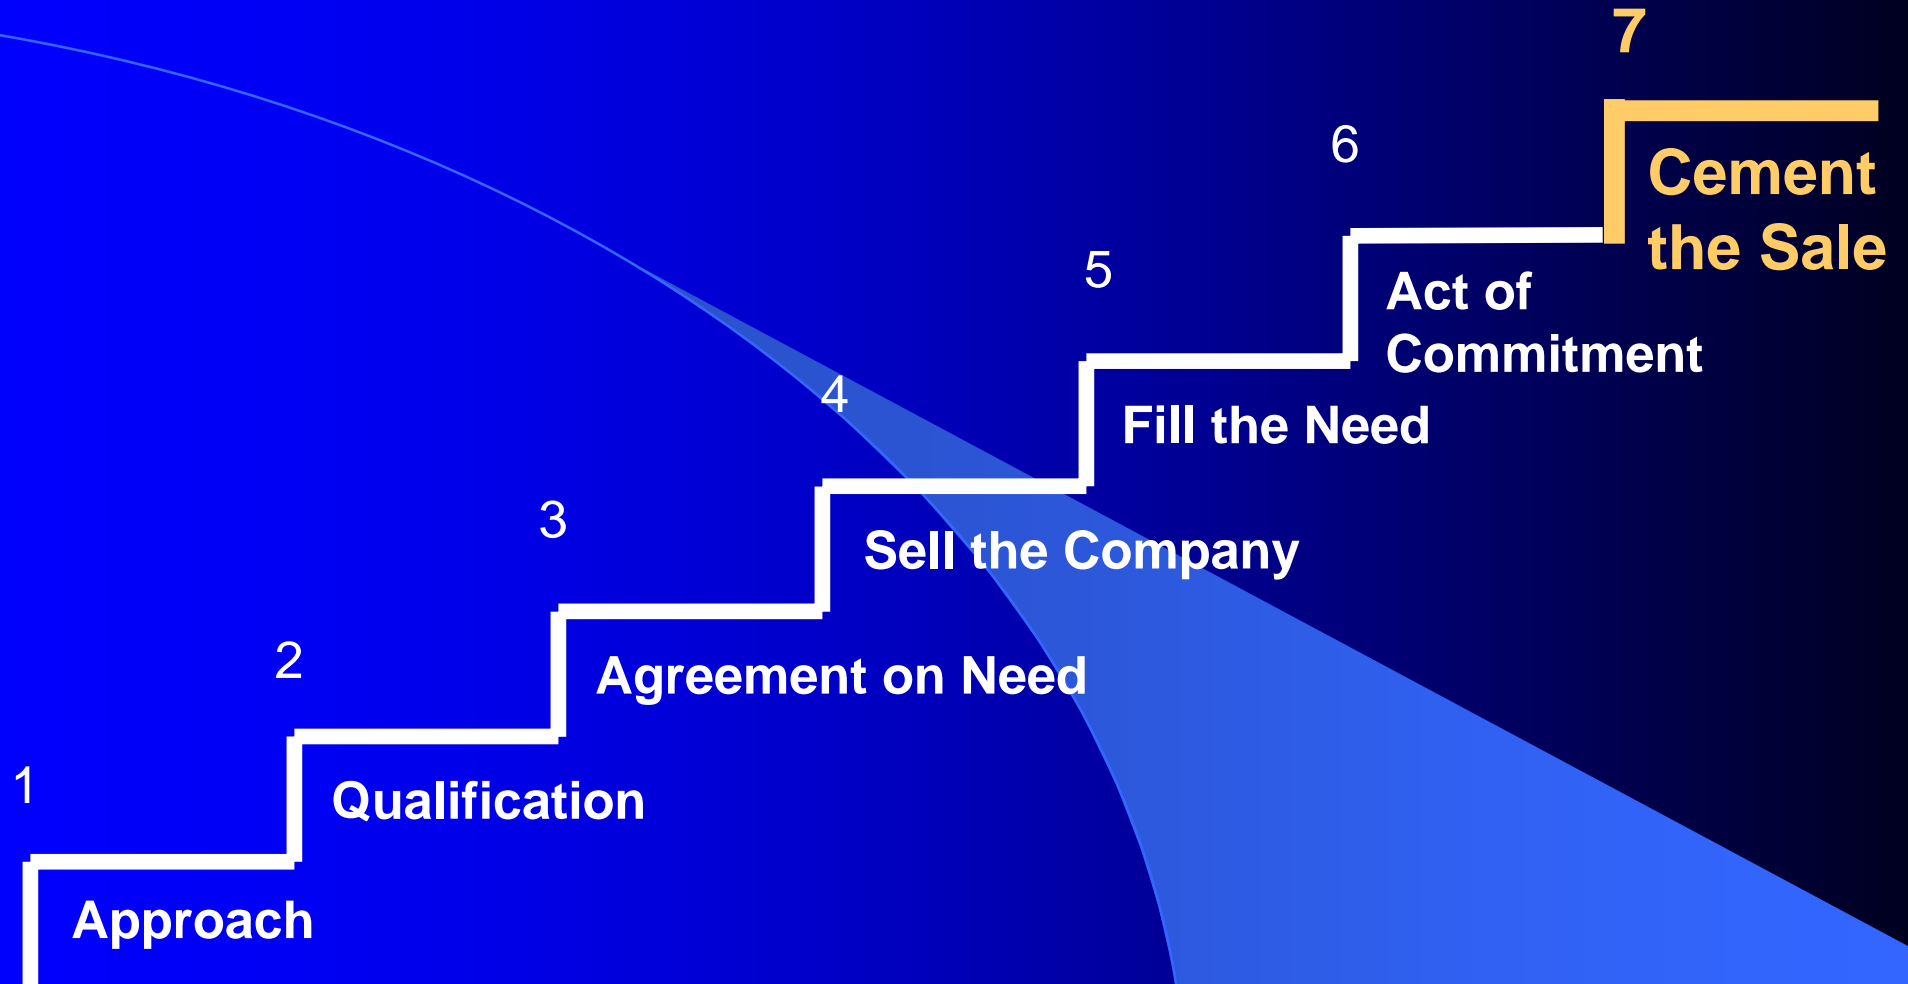 7
Cement
the Sale
6
Act of
Commitment
5
Fill the Need
4
Sell the Company
3
Agreement on Need
2
Qualification
1
Approach